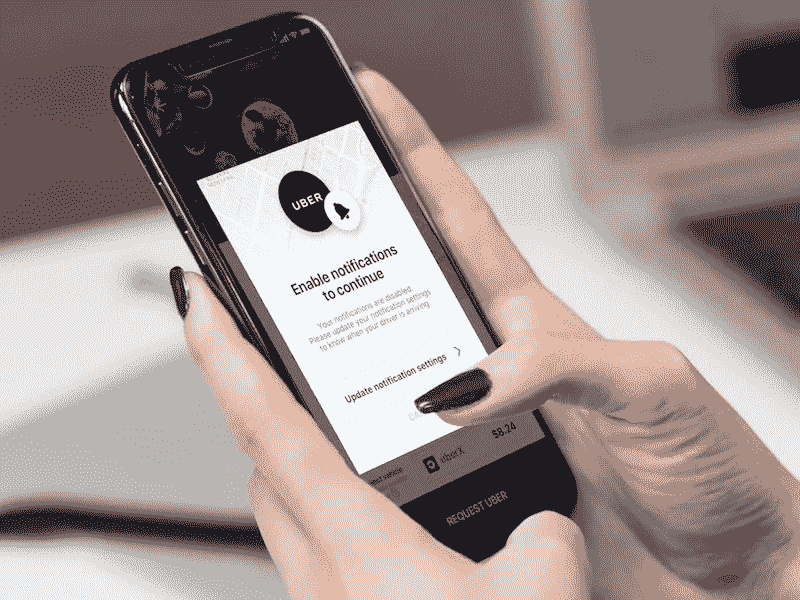 UBER
Enable notifications
to continue
Your notifications are disabled.
Please update your notification settings
to know when your driver is arriving.
Update notification settings
uberX
$8.24
REQUEST UBER